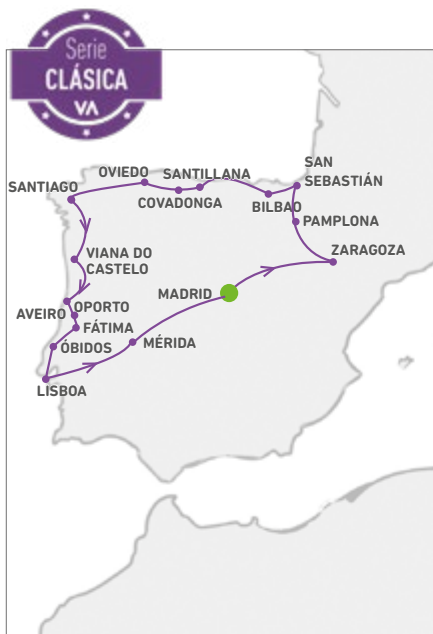 Serie
CLÁSICA
VA
OVIEDO
SANTILLANA
SAN
SEBASTIÁN
SANTIAGO
COVADONGA
BILBAO
PAMPLONA
VIANA DO
CASTELO
ZARAGOZA
MADRID
AVEIRO
OPORTO
FÁTIMA
ÓBIDOS
MÉRIDA
LISBOA